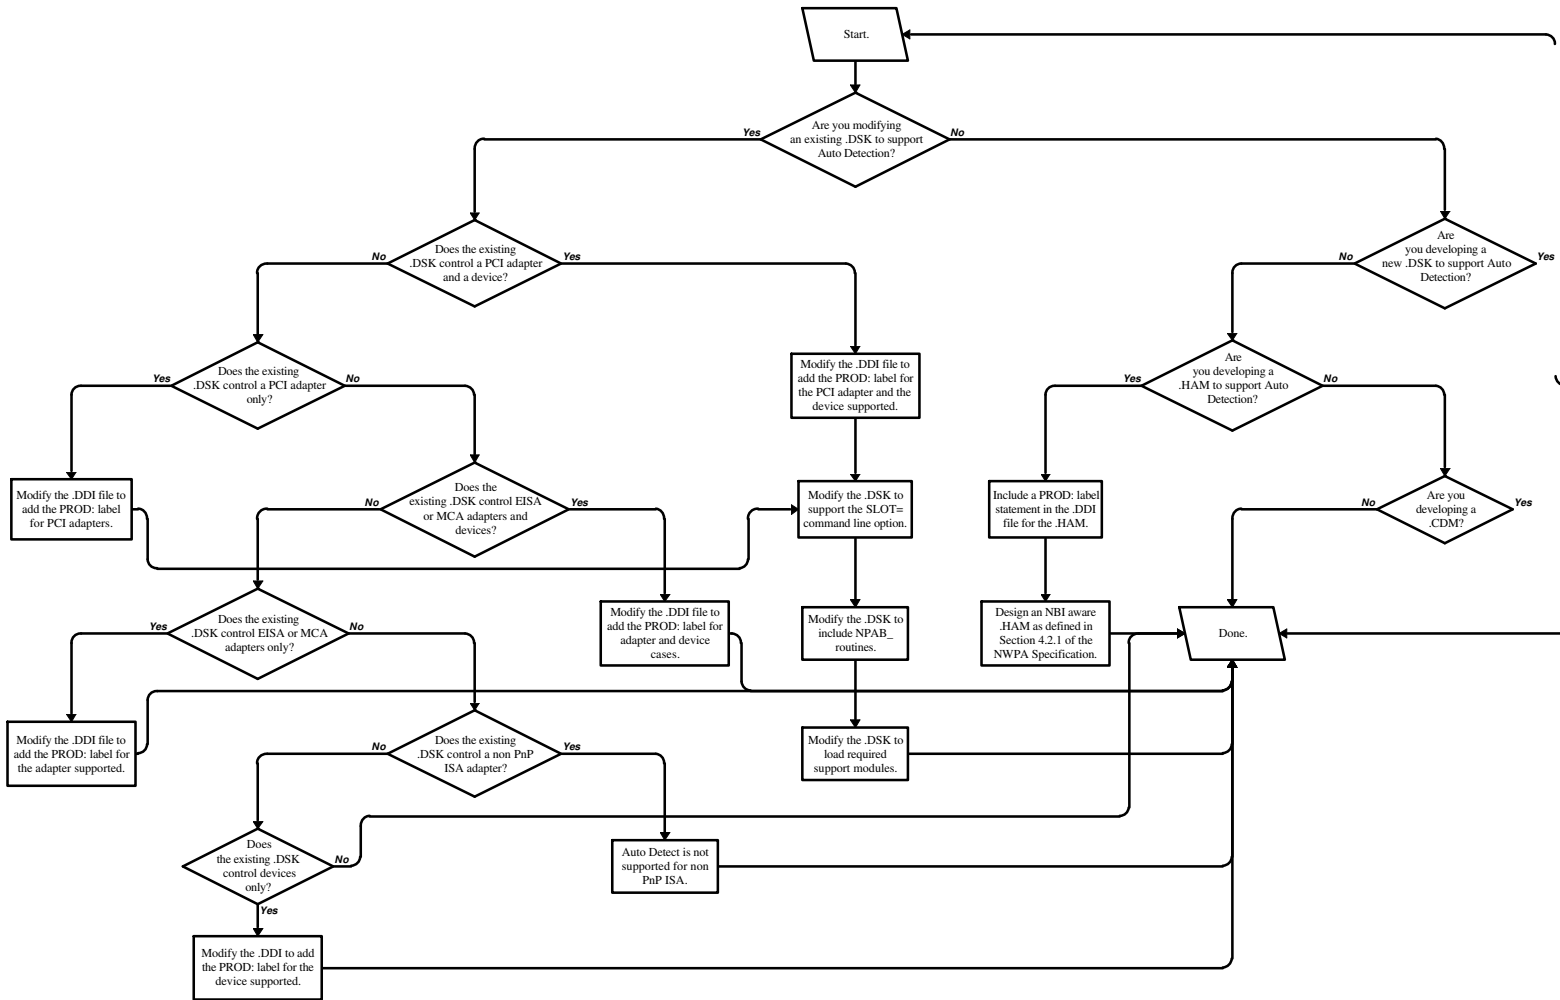 Start.
Yes
Are you modifying
an existing .DSK to support
Auto Detection?
No
No
Does the existing
.DSK control a PCI adapter
and a device?
Yes
No
Are
you developing a
new .DSK to support Auto
Detection?
Yes
Yes
Does the existing
.DSK control a PCI adapter
only?
No
Modify the .DDI file to
add the PROD: label for
the PCI adapter and the
device supported.
Yes
Are
you developing a
.HAM to support Auto
Detection?
No
Modify the .DDI file to
add the PROD: label
for PCI adapters.
No
Does the
existing .DSK control EISA
or MCA adapters and
devices?
Yes
Modify the .DSK to
support the SLOT=
command line option.
Include a PROD: label
statement in the .DDI
file for the .HAM.
No
Are you
developing a
.CDM?
Yes
Yes
Does the existing
.DSK control EISA or MCA
adapters only?
No
Modify the .DDI file to
add the PROD: label for
adapter and device
cases.
Modify the .DSK to
include NPAB_
routines.
Design an NBI aware
.HAM as defined in
Section 4.2.1 of the
NWPA Specification.
Done.
Modify the .DDI file to
add the PROD: label for
the adapter supported.
No
Does the existing
.DSK control a non PnP
ISA adapter?
Yes
Modify the .DSK to
load required
support modules.
Does
the existing .DSK
control devices
only?
No
Yes
Auto Detect is not
supported for non
PnP ISA.
Modify the .DDI to add
the PROD: label for the
device supported.